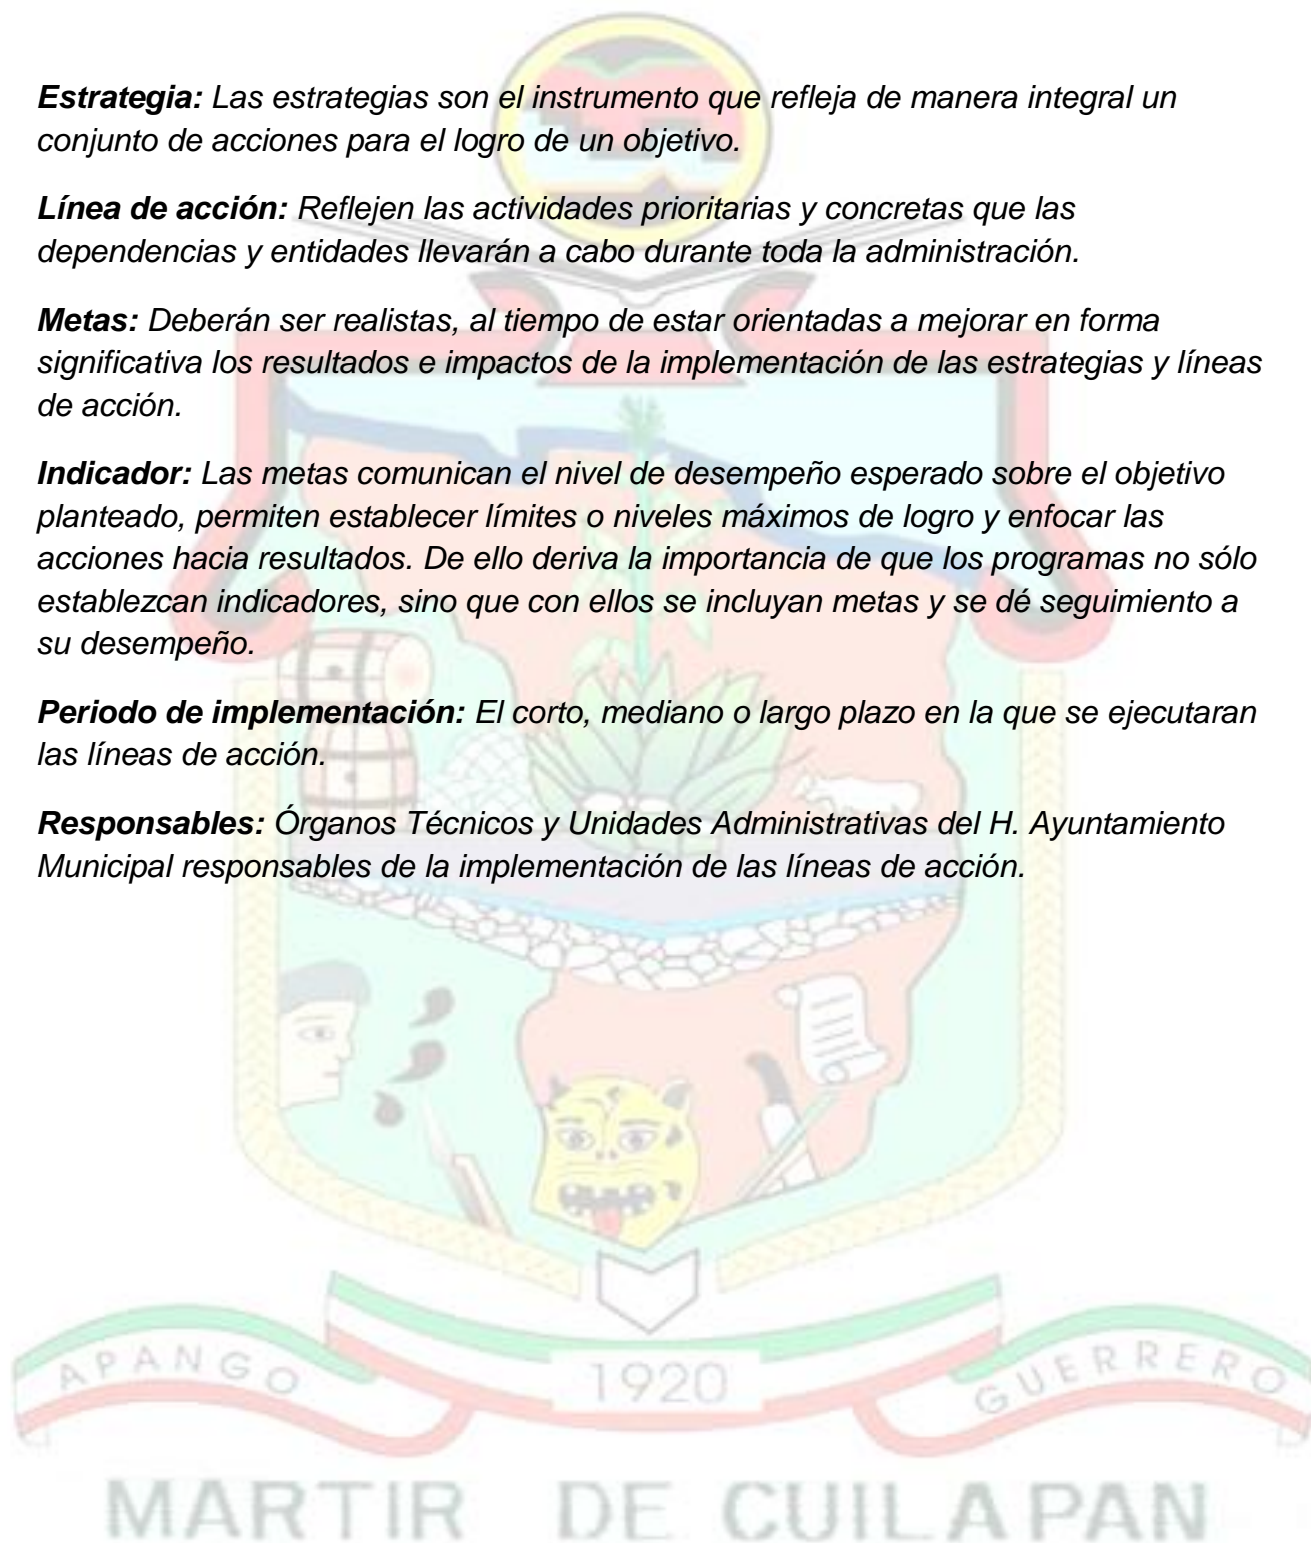 Estrategia: Las estrategias son el instrumento que refleja de manera integral un
conjunto de acciones para el logro de un objetivo.
Línea de acción: Reflejen las actividades prioritarias y concretas que las
dependencias y entidades llevarán a cabo durante toda la administración.
Metas: Deberán ser realistas, al tiempo de estar orientadas a mejorar en forma
significativa los resultados e impactos de la implementación de las estrategias y líneas
de acción.
Indicador: Las metas comunican el nivel de desempeño esperado sobre el objetivo
planteado, permiten establecer límites o niveles máximos de logro y enfocar las
acciones hacia resultados. De ello deriva la importancia de que los programas no sólo
establezcan indicadores, sino que con ellos se incluyan metas y se dé seguimiento a
su desempeño.
Periodo de implementación: El corto, mediano o largo plazo en la que se ejecutaran
las líneas de acción.
Responsables: Órganos Técnicos y Unidades Administrativas del H. Ayuntamiento
Municipal responsables de la implementación de las líneas de acción.
APANGO
1920
GUERRERO
MARTIR DE CUILAPAN